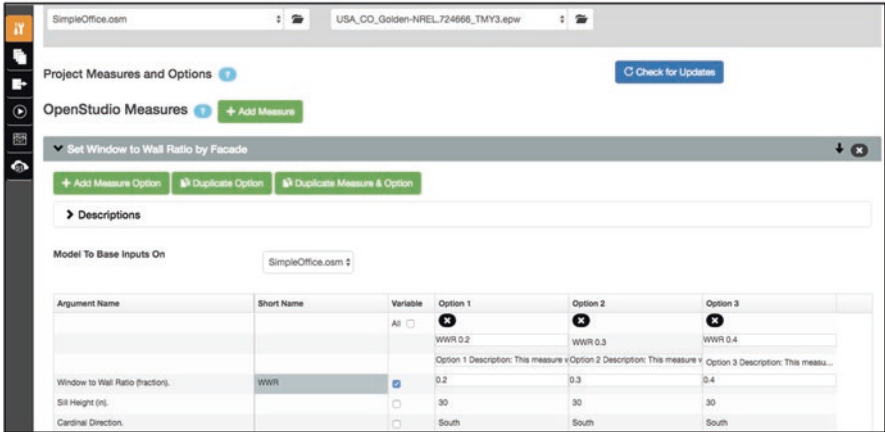 SimpleOffice.osm USA_CO_Golden-NREL.724666_TMY3.epw
Project Measures and Options ? Check for Updates
OpenStudio Measures ? + Add Measure
Set Window to Wall Ratio by Facade
+ Add Measure Option Duplicate Option Duplicate Measure & Option
Descriptions
Model To Base Inputs On SimpleOffice.osm
Argument Name Short Name Variable Option 1 Option 2 Option 3
All
WWR 0.2 WWR 0.3 WWR 0.4
Option 1 Description: This measure v Option 2 Description: This measure v Option 3 Description: This measu...
Window to Wall Ratio (fraction). WWR 0.2 0.3 0.4
Sill Height (in). 30 30 30
Cardinal Direction. South South South